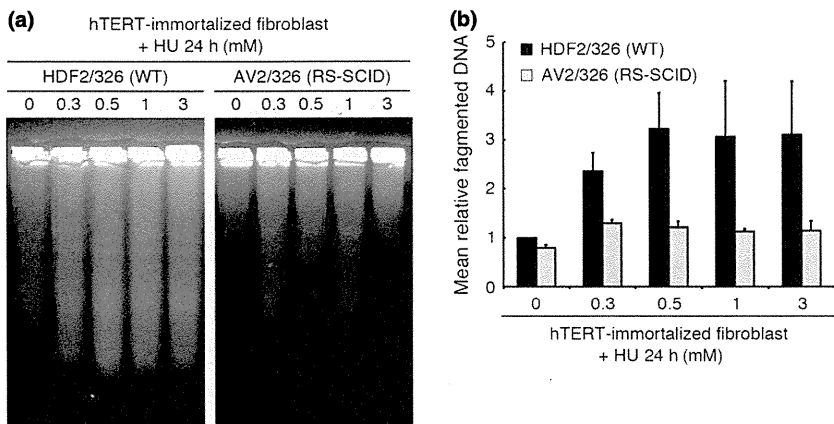 (a)
hTERT-immortalized fibroblast
+ HU 24 h (mM)
HDF2/326 (WT)
AV2/326 (RS-SCID)
0 0.3 0.5 1 3
0 0.3 0.5 1 3
(b)
Mean relative fragmented DNA
5
4
3
2
1
0
HDF2/326 (WT)
AV2/326 (RS-SCID)
0 0.3 0.5 1 3
hTERT-immortalized fibroblast
+ HU 24 h (mM)